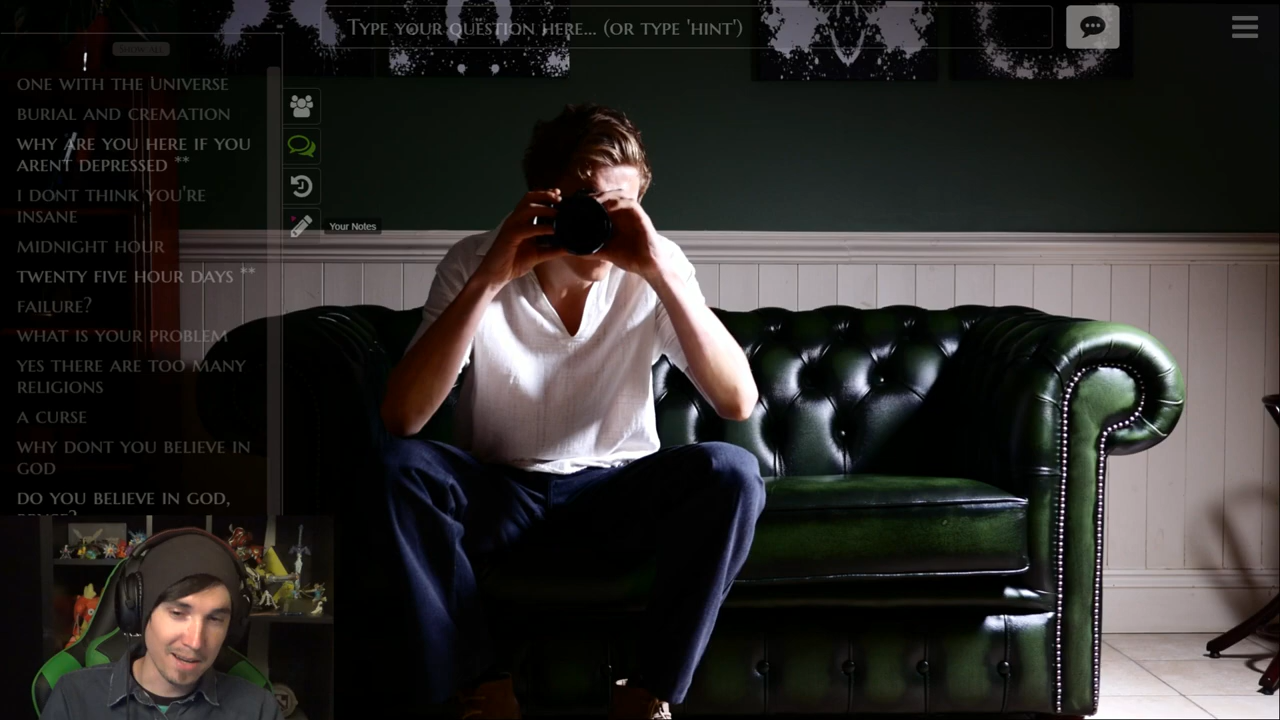 Type your question here... (or type 'hint')
Show all
one with the universe
burial and cremation
why are you here if you
arent depressed **
i dont think you're
insane
midnight hour
twenty five hour days **
failure?
what is your problem
yes there are too many
religions
a curse
why dont you believe in
god
do you believe in god,
Your Notes